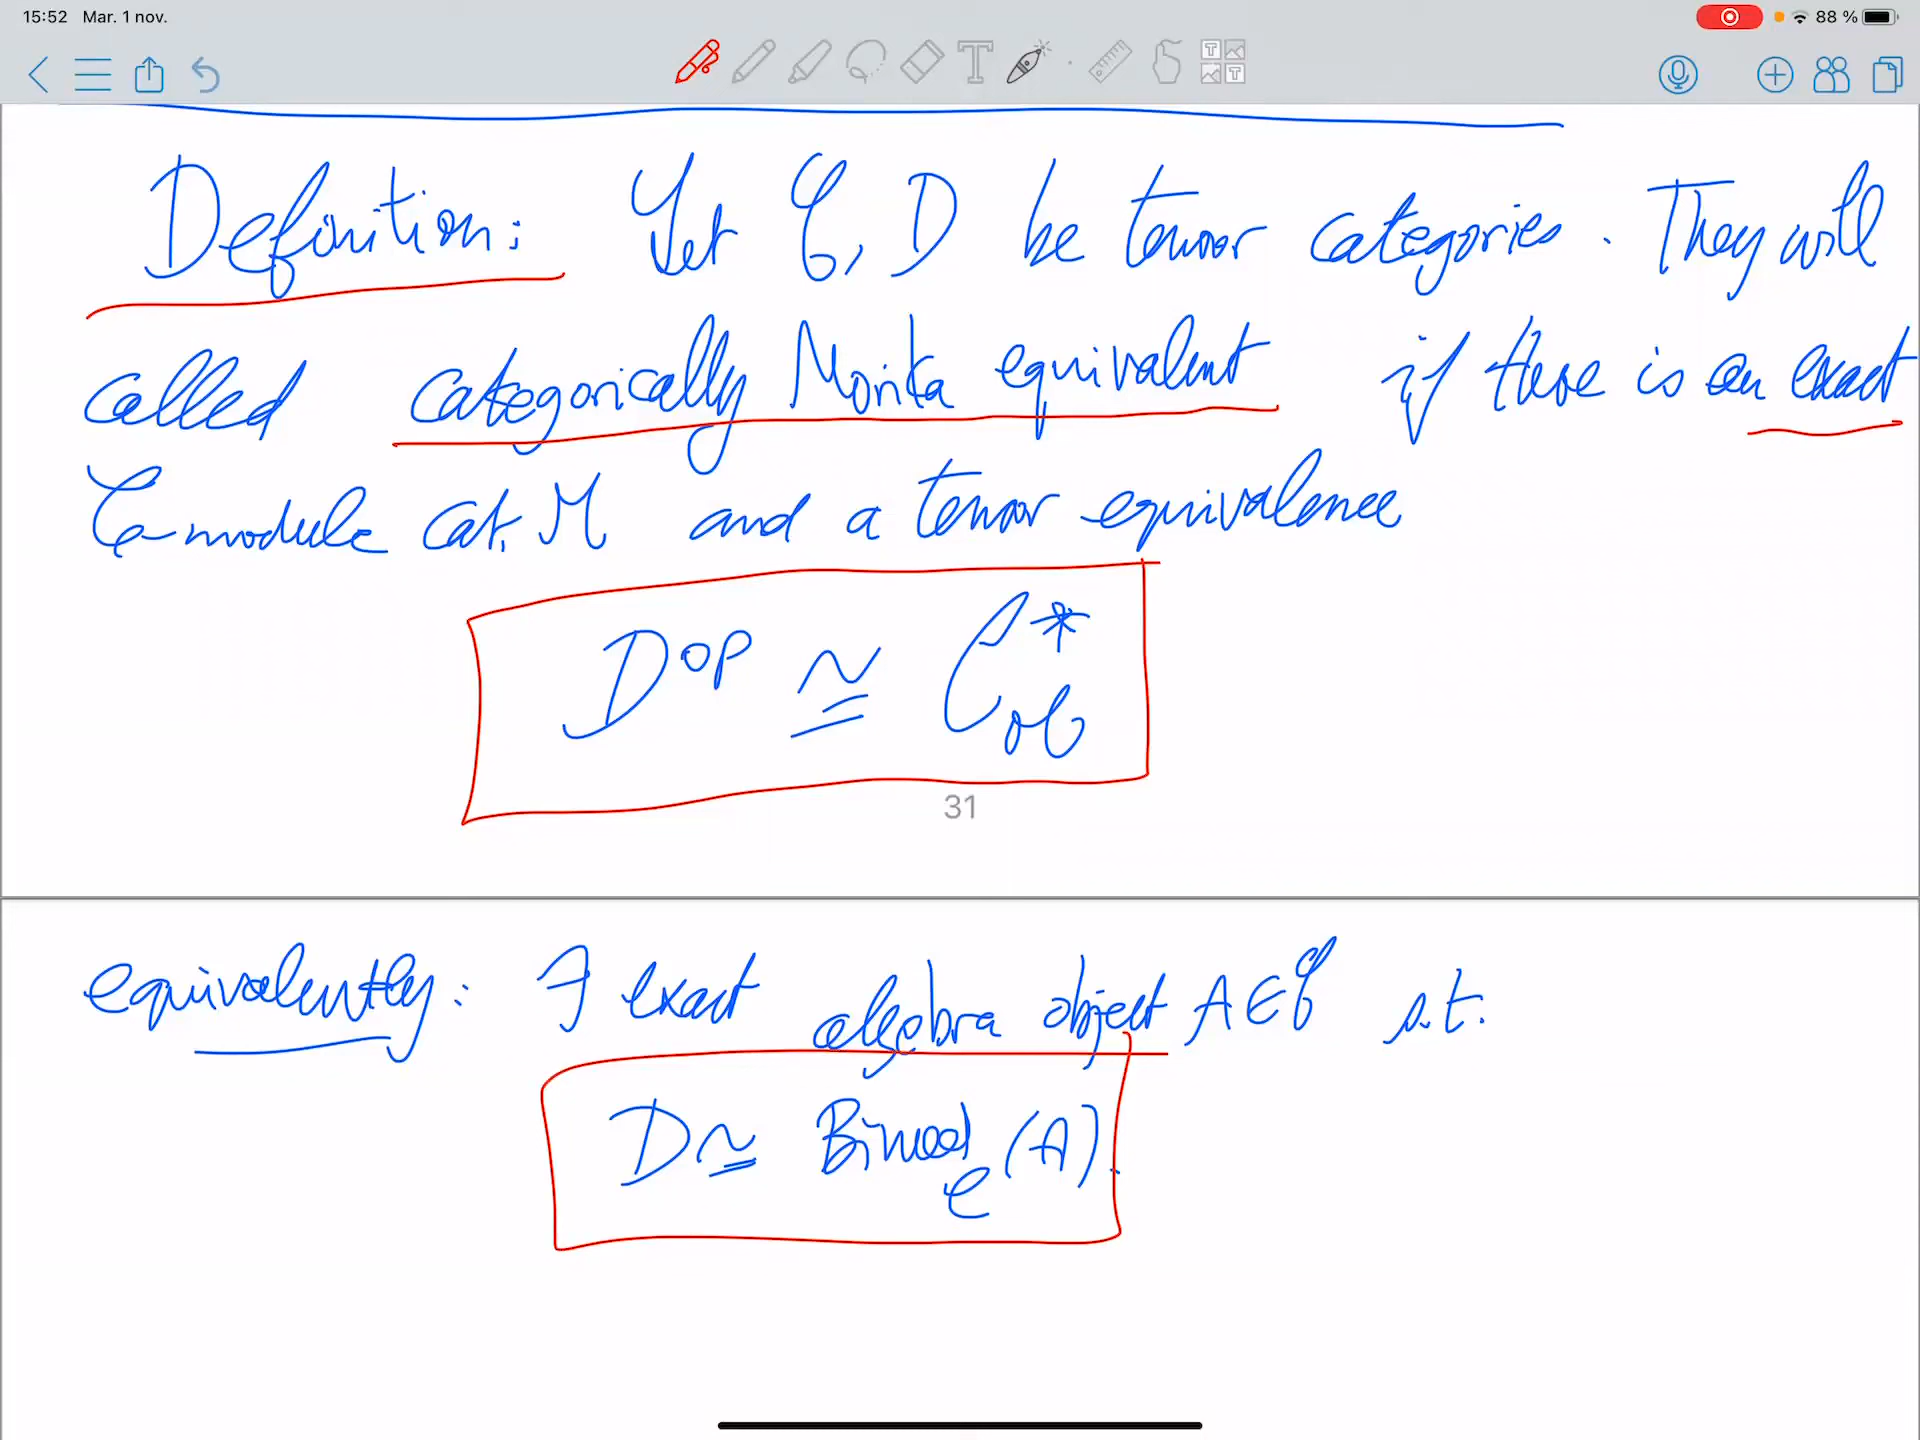 15:52 Mar. 1 nov. 88 %
Definition: Let C, D be tensor categories. They will
called categorically Morita equivalent if there is an exact
C-module cat. M and a tensor equivalence
D^op ≅ C*_M
31
equivalently: ∃ exact algebra object A ∈ C s.t.
D ≅ Bimod_C (A).